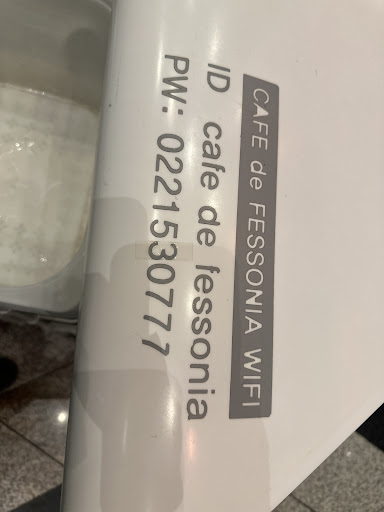 CAFE de FESSONIA WIFI
ID cafe de fessonia
PW: 0221530777